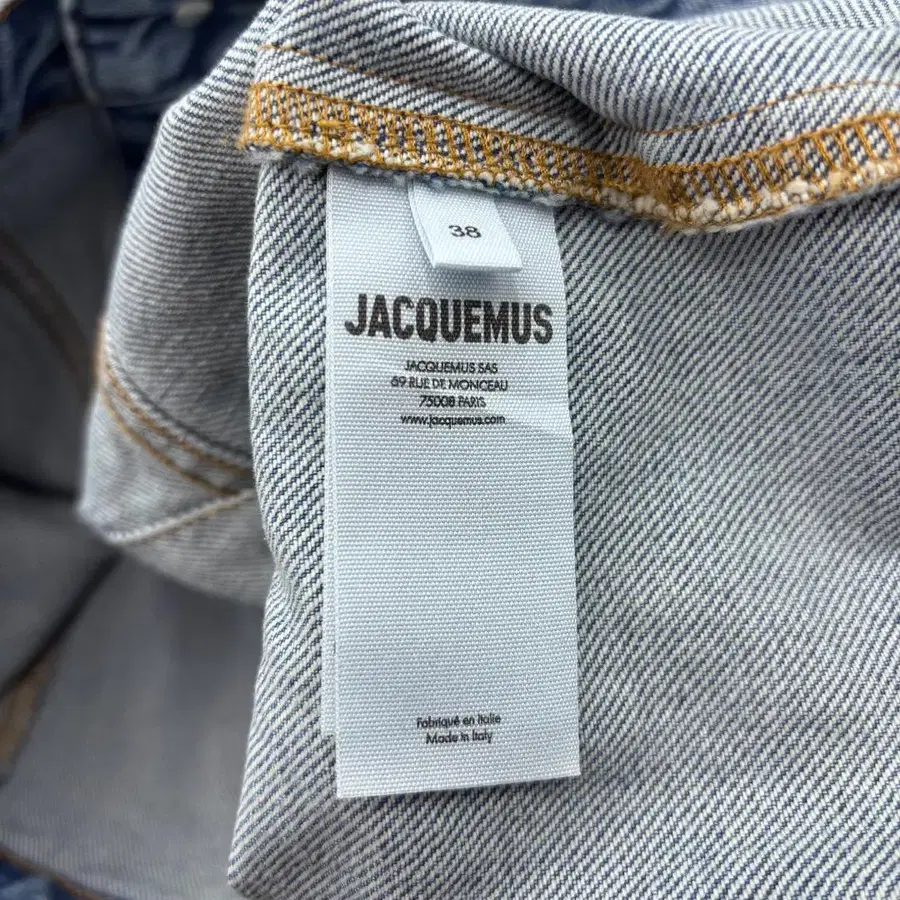 38
JACQUEMUS
JACQUEMUS SAS
69 RUE DE MONCEAU
75008 PARIS
www.jacquemus.com
Fabriqué en Italie
Made in Italy